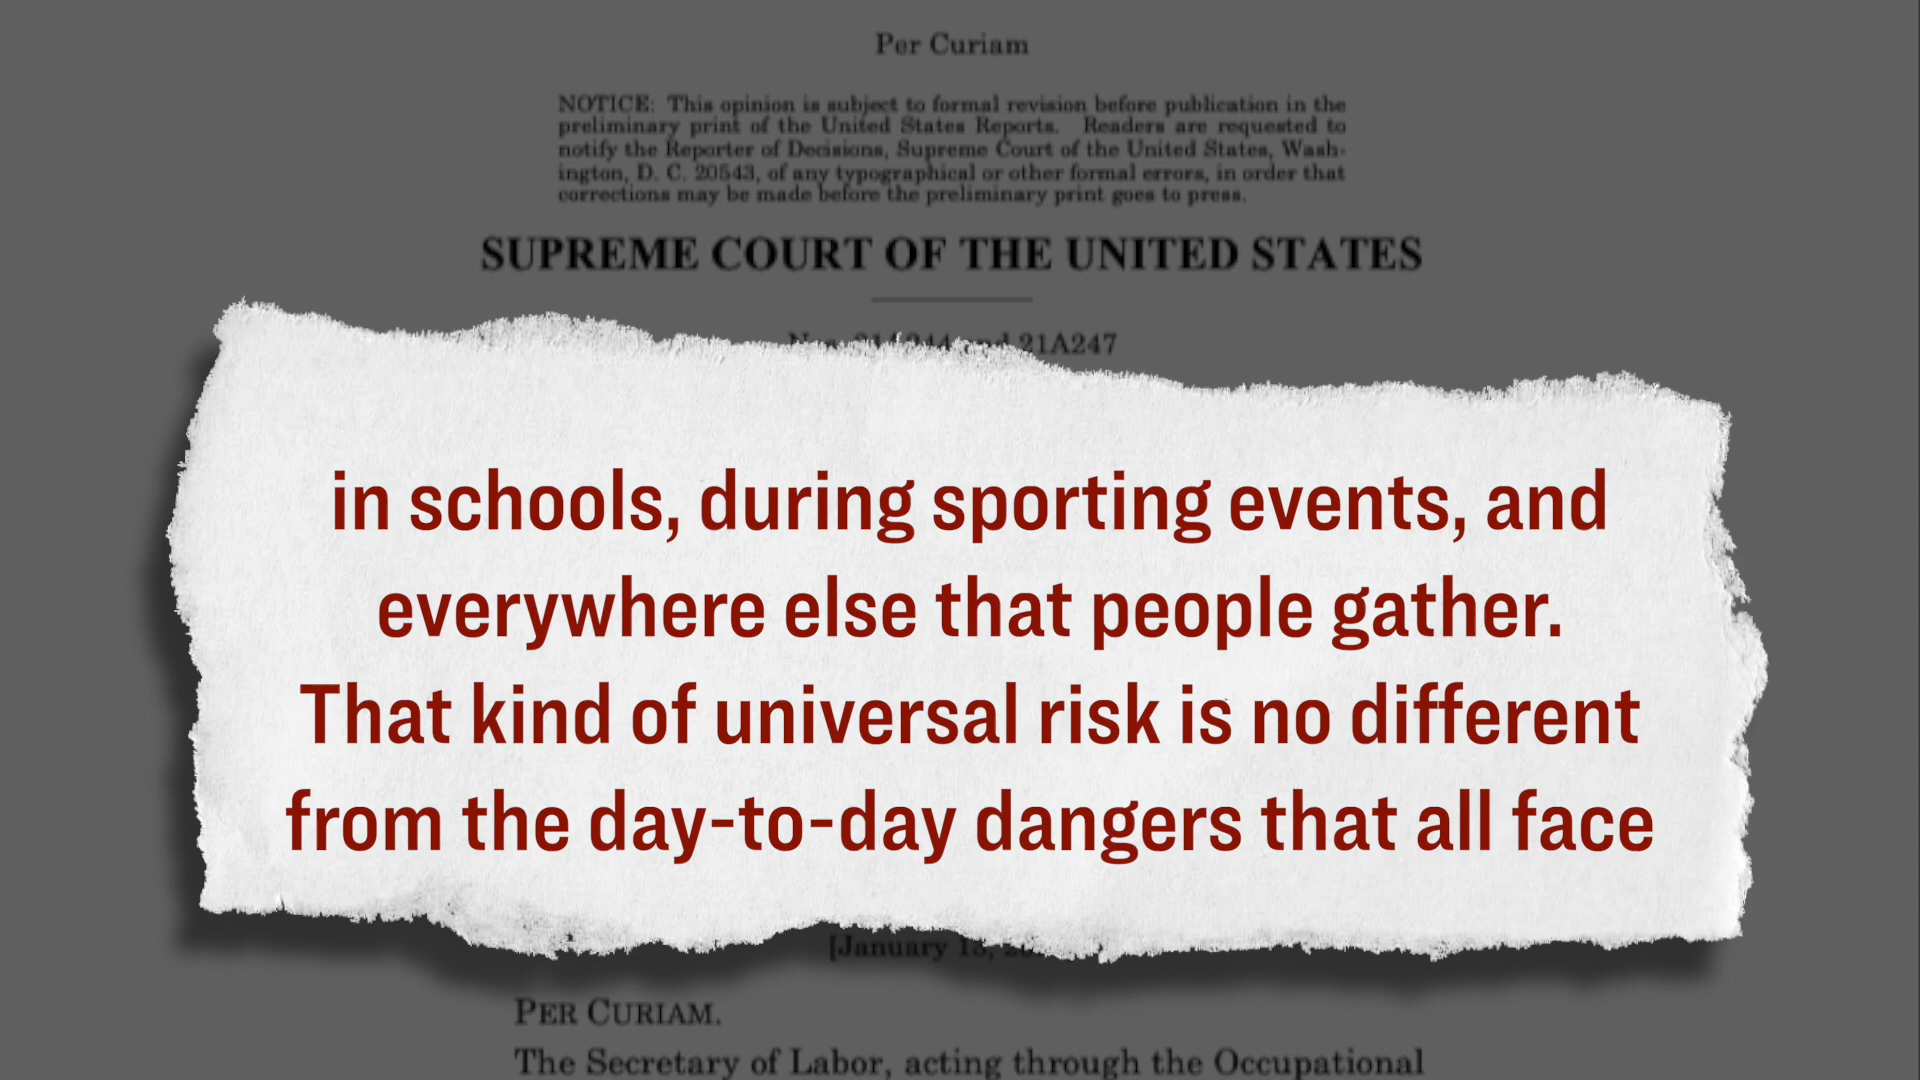 Per Curiam
NOTICE: This opinion is subject to formal revision before publication in the
preliminary print of the United States Reports. Readers are requested to
notify the Reporter of Decisions, Supreme Court of the United States, Wash-
ington, D. C. 20543, of any typographical or other formal errors, in order that
corrections may be made before the preliminary print goes to press.
SUPREME COURT OF THE UNITED STATES
and 21A247
in schools, during sporting events, and
everywhere else that people gather.
That kind of universal risk is no different
from the day-to-day dangers that all face
[January 13,
PER CURIAM.
The Secretary of Labor, acting through the Occupational